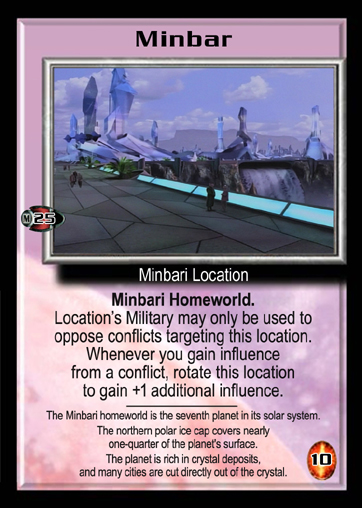 Minbar
M 25
Minbari Location
Minbari Homeworld.
Location's Military may only be used to
oppose conflicts targeting this location.
Whenever you gain influence
from a conflict, rotate this location
to gain +1 additional influence.
The Minbari homeworld is the seventh planet in its solar system.
The northern polar ice cap covers nearly
one-quarter of the planet's surface.
The planet is rich in crystal deposits,
and many cities are cut directly out of the crystal.
10